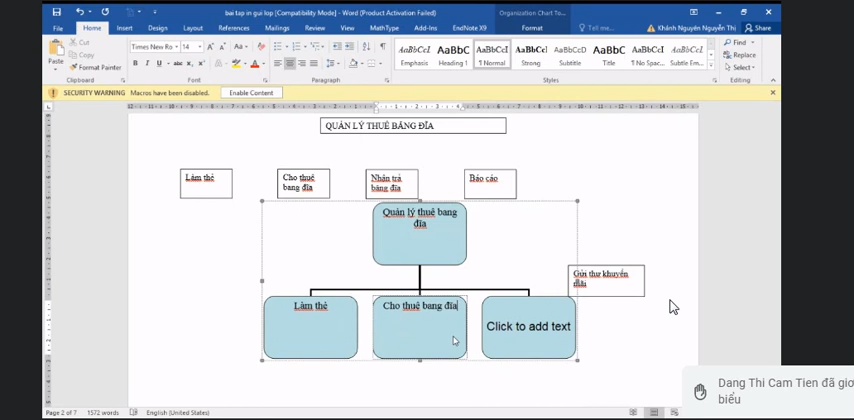 bai tap in gui lop [Compatibility Mode] - Word (Product Activation Failed)
Organization Chart To...
File
Home
Insert
Design
Layout
References
Mailings
Review
View
MathType
Add-Ins
EndNote X9
Format
Tell me...
Khánh Nguyên Nguyễn Thị
Share
Paste
Cut
Copy
Format Painter
Clipboard
Times New Ro
14
Font
Paragraph
AaBbCcI
Emphasis
AaBbC
Heading 1
AaBbCcI
¶ Normal
AaBbCc
Strong
AaBbCcD
Subtitle
AaBbC
Title
AaBbCcI
¶ No Spac...
AaBbCcI
Subtle Em...
Styles
Find
Replace
Select
Editing
SECURITY WARNING Macros have been disabled.
Enable Content
QUẢN LÝ THUÊ BĂNG ĐĨA
Làm thẻ
Cho thuê
bang đĩa
Nhận trả
băng đĩa
Báo cáo
Quản lý thuê bang
đĩa
Gửi thư khuyến
mãi
Làm thẻ
Cho thuê bang đĩa
Click to add text
Page 2 of 7
1572 words
English (United States)
Dang Thi Cam Tien đã giơ
biểu